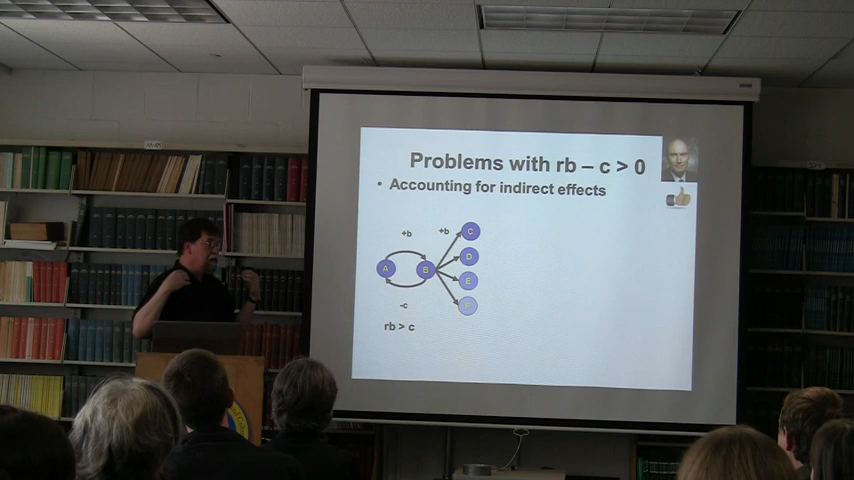 Problems with rb – c > 0
• Accounting for indirect effects
+b
+b
C
D
A
B
E
F
-c
rb > c